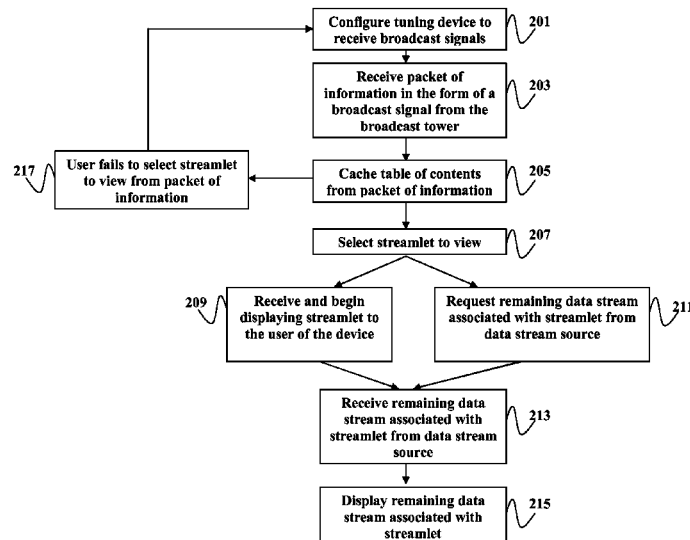 Configure tuning device to
receive broadcast signals
201
Receive packet of
information in the form of a
broadcast signal from the
broadcast tower
203
217
User fails to select streamlet
to view from packet of
information
Cache table of contents
from packet of information
205
Select streamlet to view
207
209
Receive and begin
displaying streamlet to
the user of the device
Request remaining data stream
associated with streamlet from
data stream source
211
Receive remaining data
stream associated with
streamlet from data stream
source
213
Display remaining data
stream associated with
streamlet
215